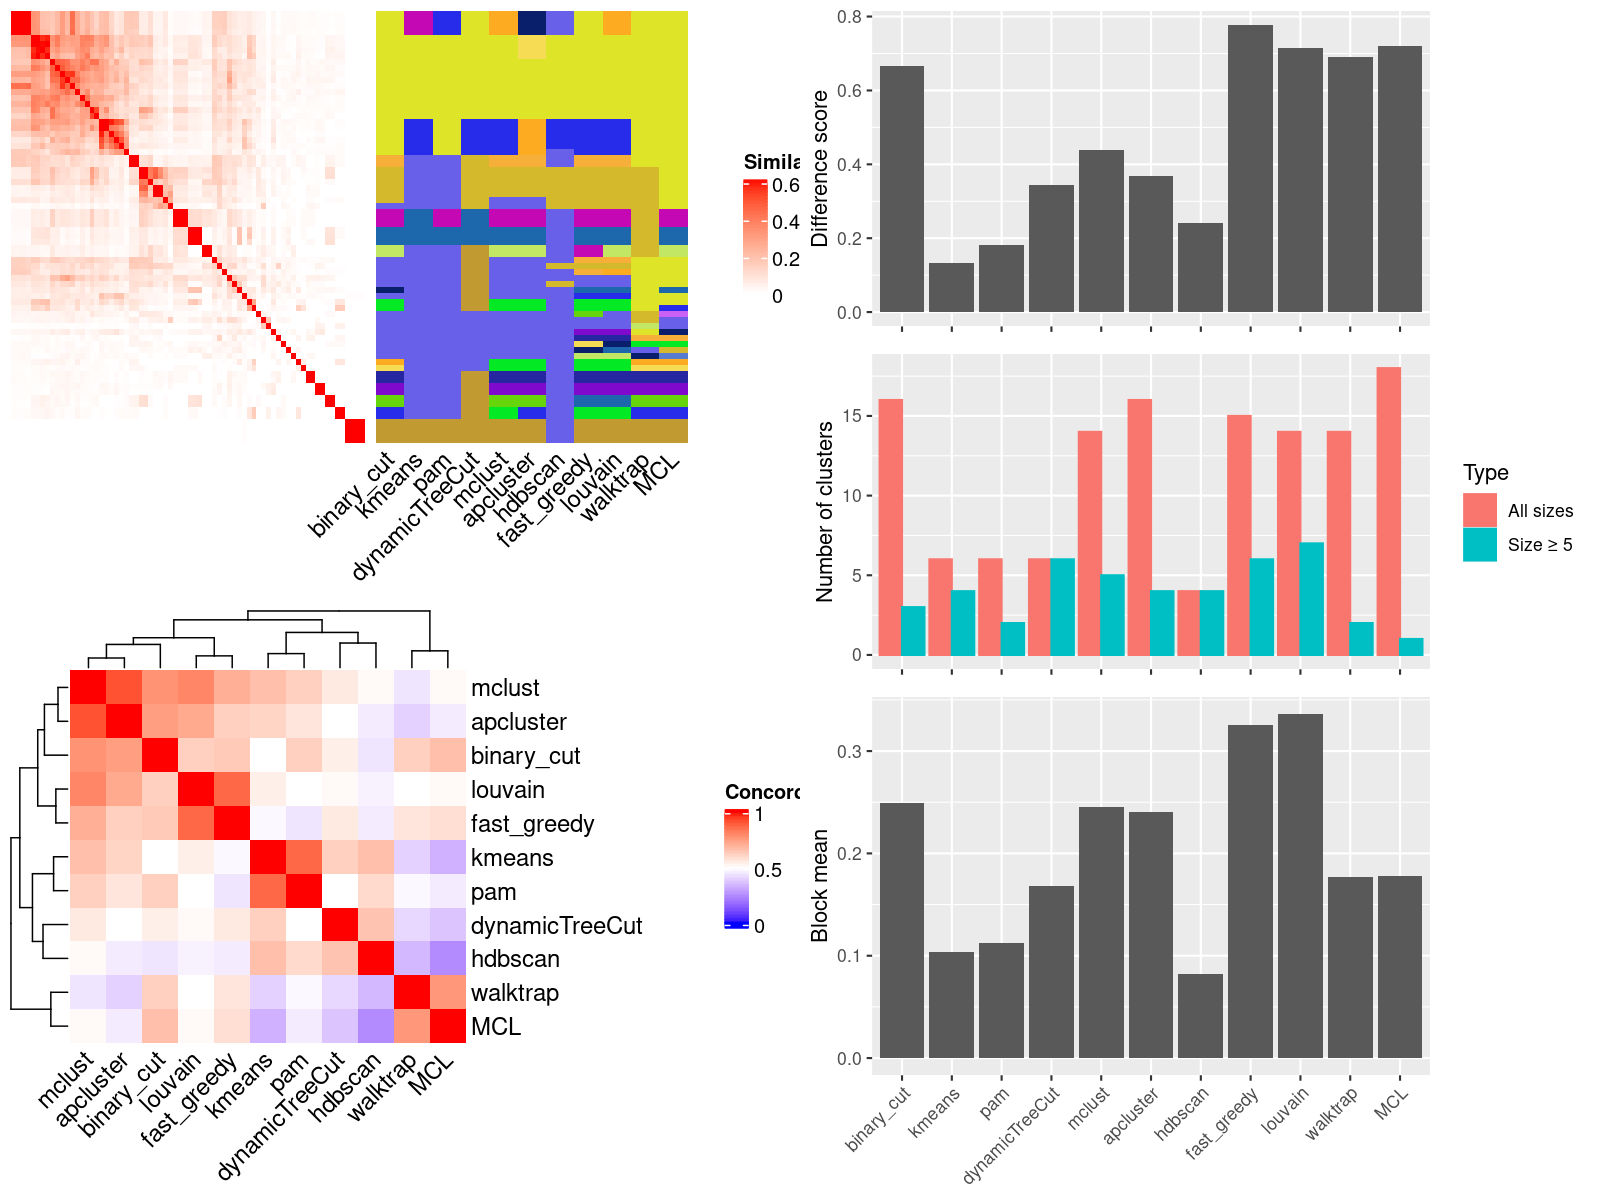 Simila
0.6
0.4
0.2
0
binary_cut
kmeans
pam
dynamicTreeCut
mclust
apcluster
hdbscan
fast_greedy
louvain
walktrap
MCL
Difference score
0.8
0.6
0.4
0.2
0.0
Number of clusters
15
10
5
0
Type
All sizes
Size ≥ 5
mclust
apcluster
binary_cut
louvain
fast_greedy
kmeans
pam
dynamicTreeCut
hdbscan
walktrap
MCL
mclust
apcluster
binary_cut
louvain
fast_greedy
kmeans
pam
dynamicTreeCut
hdbscan
walktrap
MCL
Concord
1
0.5
0
Block mean
0.3
0.2
0.1
0.0
binary_cut
kmeans
pam
dynamicTreeCut
mclust
apcluster
hdbscan
fast_greedy
louvain
walktrap
MCL